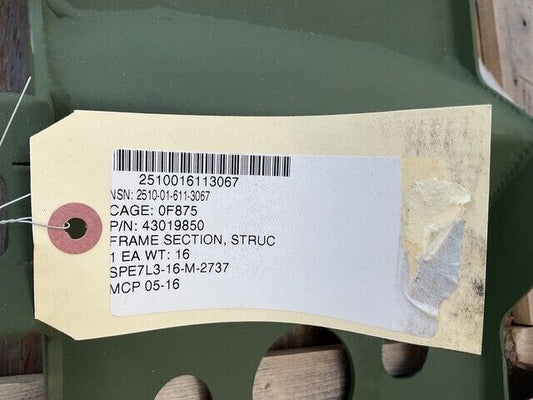 2510016113067
NSN: 2510-01-611-3067
CAGE: 0F875
P/N: 43019850
FRAME SECTION, STRUC
1 EA WT: 16
SPE7L3-16-M-2737
MCP 05-16